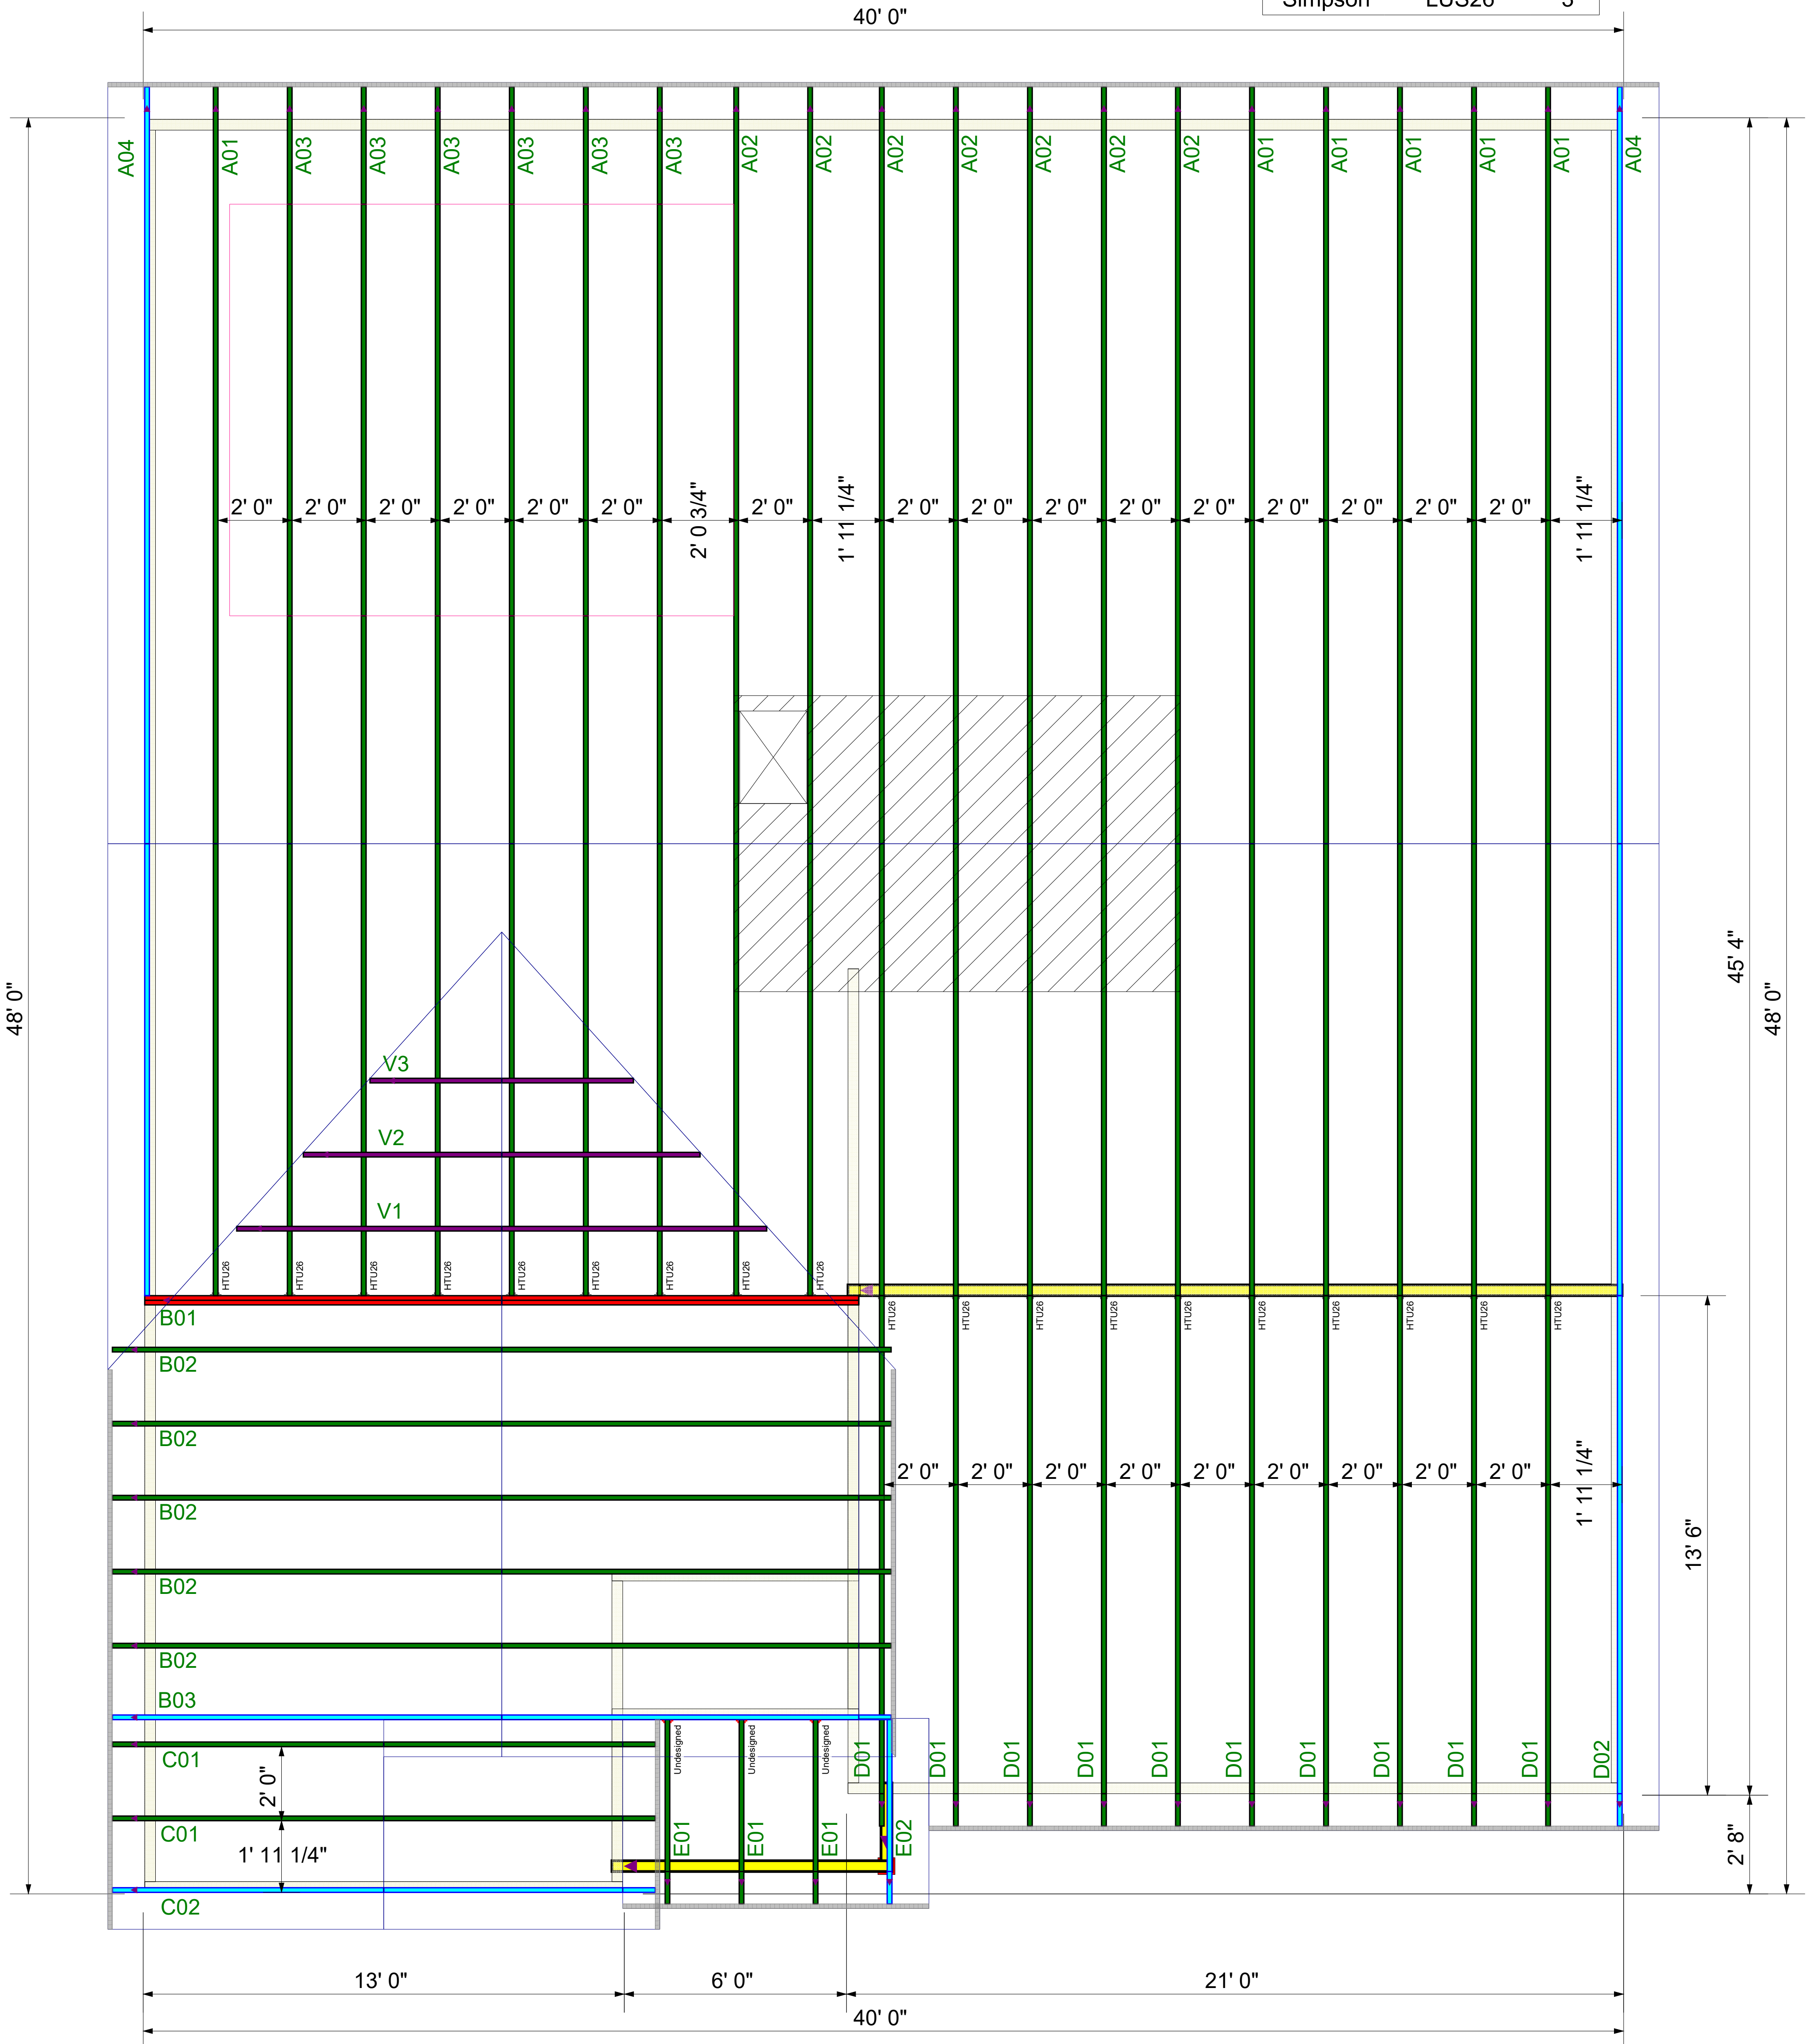 Simpson LUS26 3
40' 0"
A04 A01 A03 A03 A03 A03 A03 A03 A02 A02 A02 A02 A02 A02 A02 A01 A01 A01 A01 A01 A04
2' 0" 2' 0" 2' 0" 2' 0" 2' 0" 2' 0" 2' 0 3/4" 2' 0" 1' 11 1/4" 2' 0" 2' 0" 2' 0" 2' 0" 2' 0" 2' 0" 2' 0" 2' 0" 2' 0" 1' 11 1/4"
48' 0"
45' 4"
48' 0"
V3
V2
V1
HTU26 HTU26 HTU26 HTU26 HTU26 HTU26 HTU26 HTU26 HTU26
B01
HTU26 HTU26 HTU26 HTU26 HTU26 HTU26 HTU26 HTU26 HTU26 HTU26
B02
B02
2' 0" 2' 0" 2' 0" 2' 0" 2' 0" 2' 0" 2' 0" 2' 0" 2' 0" 1' 11 1/4"
13' 6"
B02
B02
B02
B03
C01
Undesigned Undesigned Undesigned
D01 D01 D01 D01 D01 D01 D01 D01 D01 D01 D02
2' 0"
C01
E01 E01 E01 E02
2' 8"
1' 11 1/4"
C02
13' 0" 6' 0" 21' 0"
40' 0"